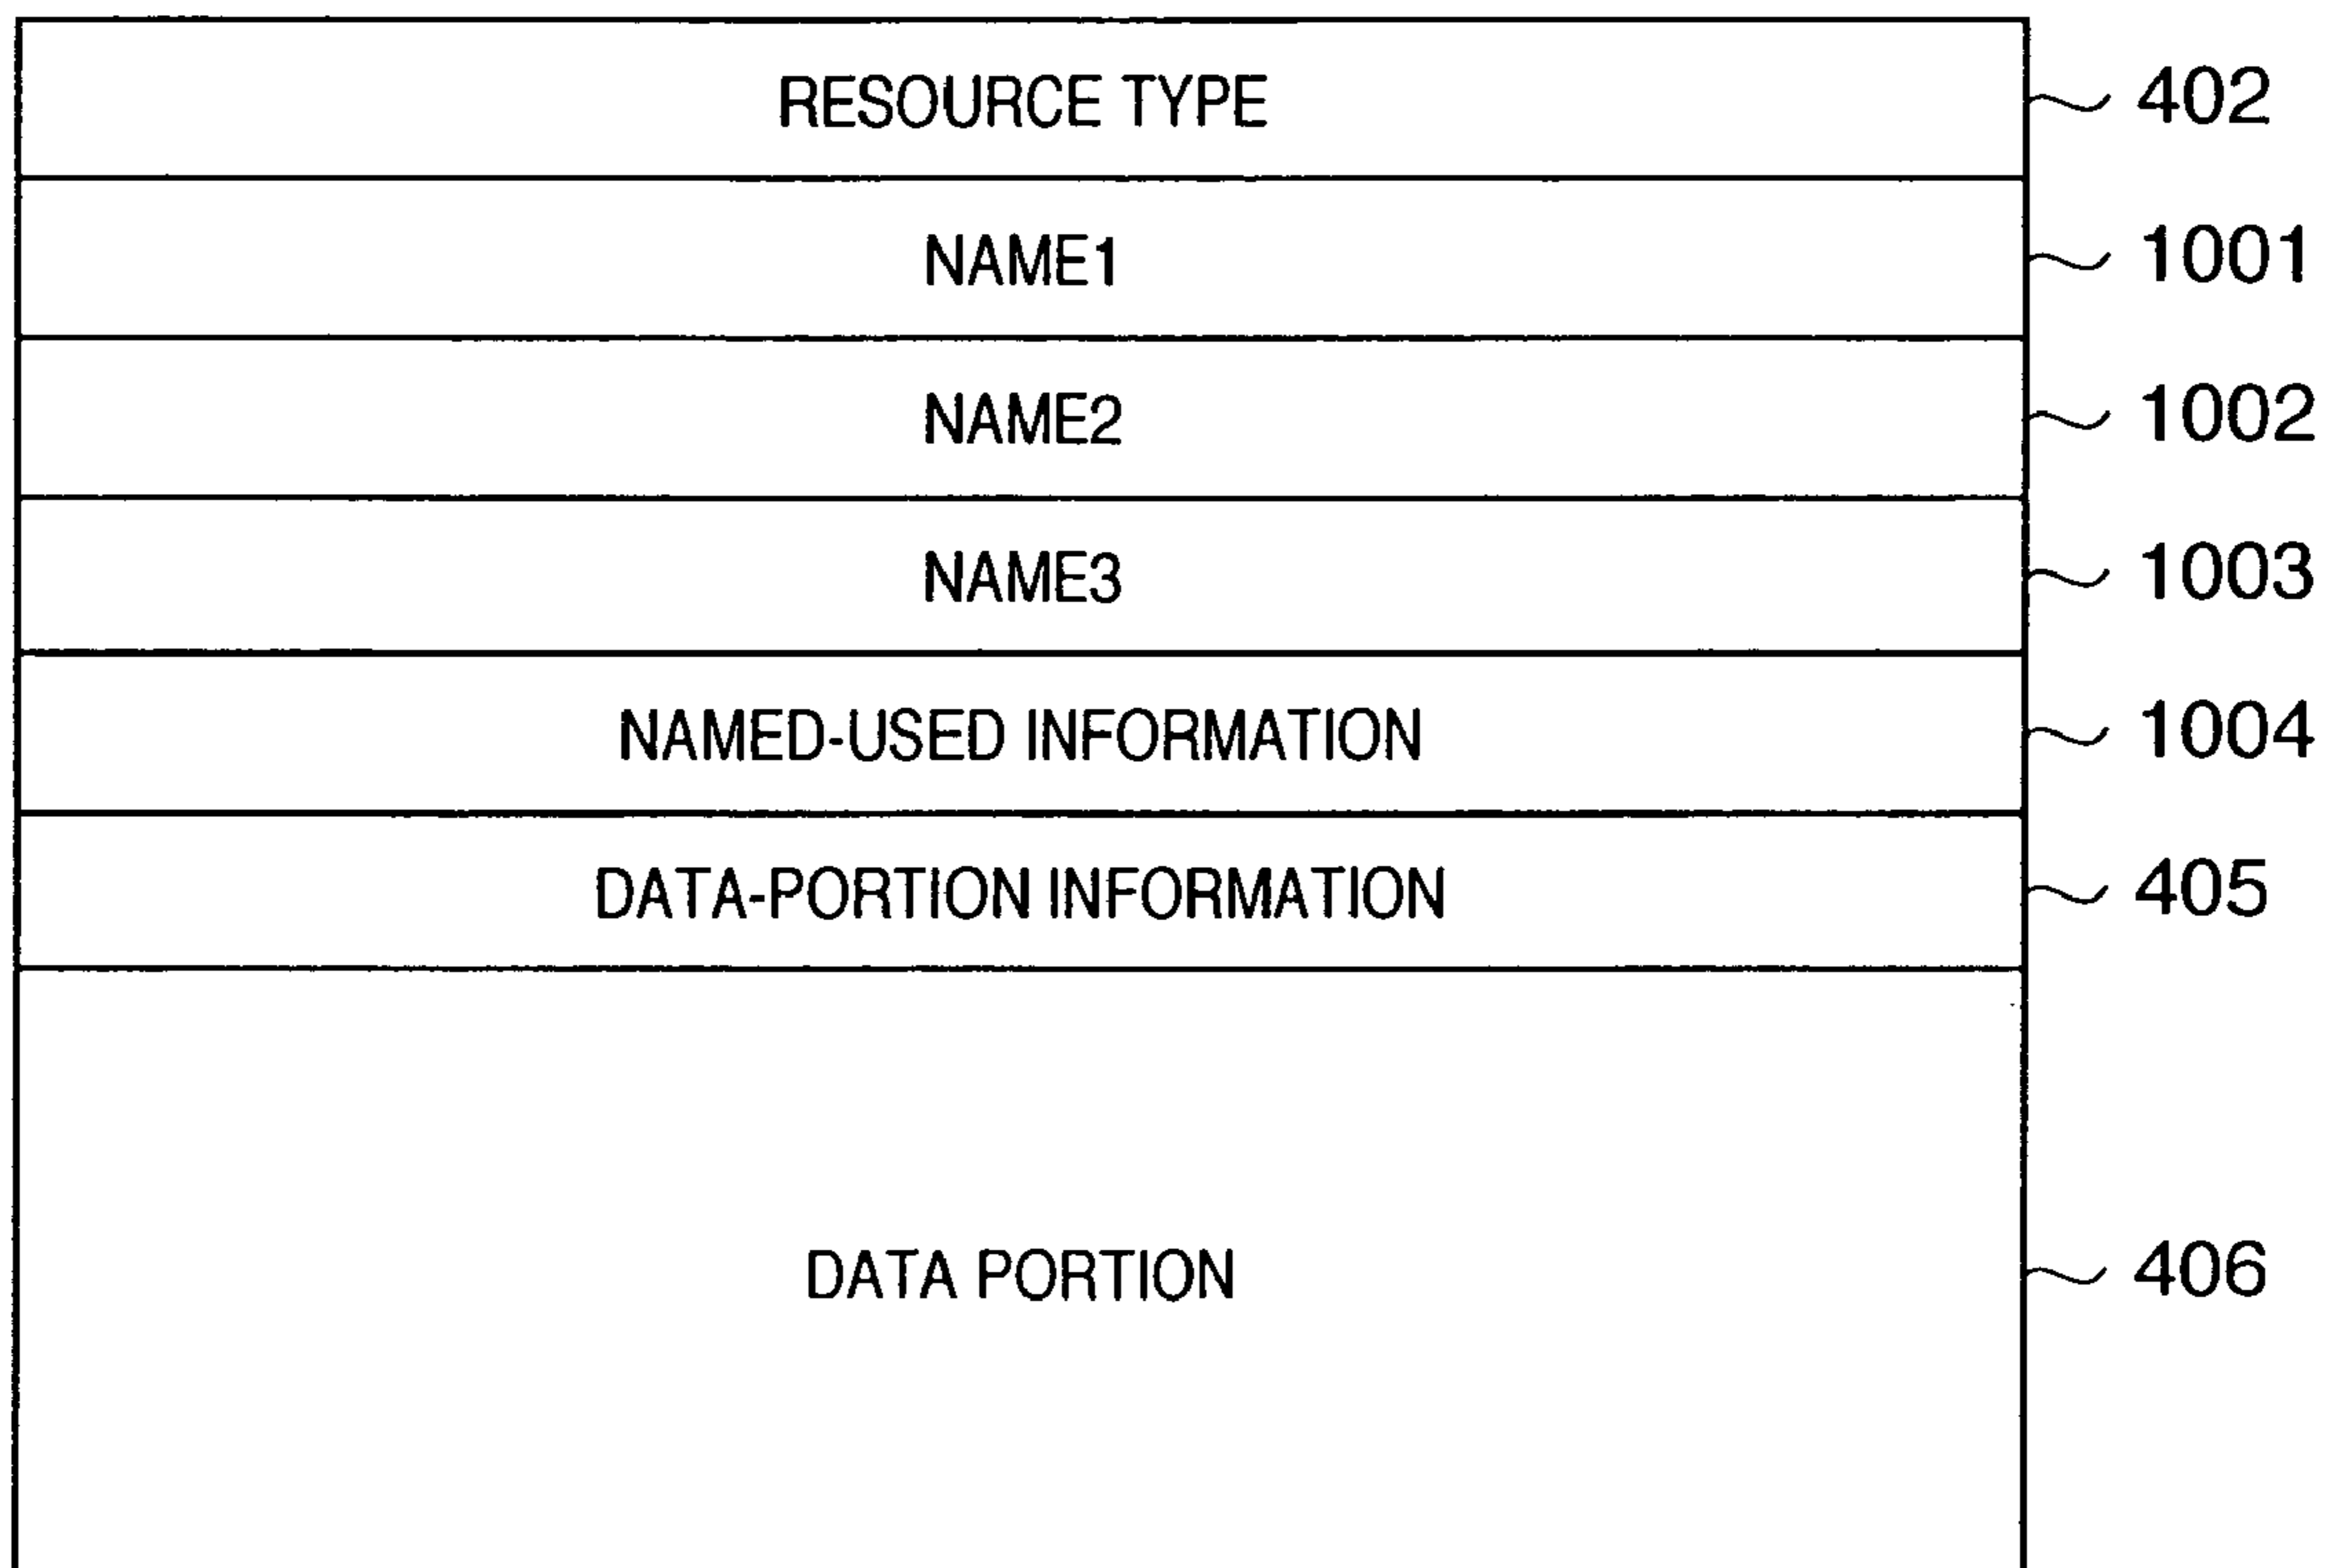 RESOURCE TYPE 402
NAME1 1001
NAME2 1002
NAME3 1003
NAMED-USED INFORMATION 1004
DATA-PORTION INFORMATION 405
DATA PORTION 406